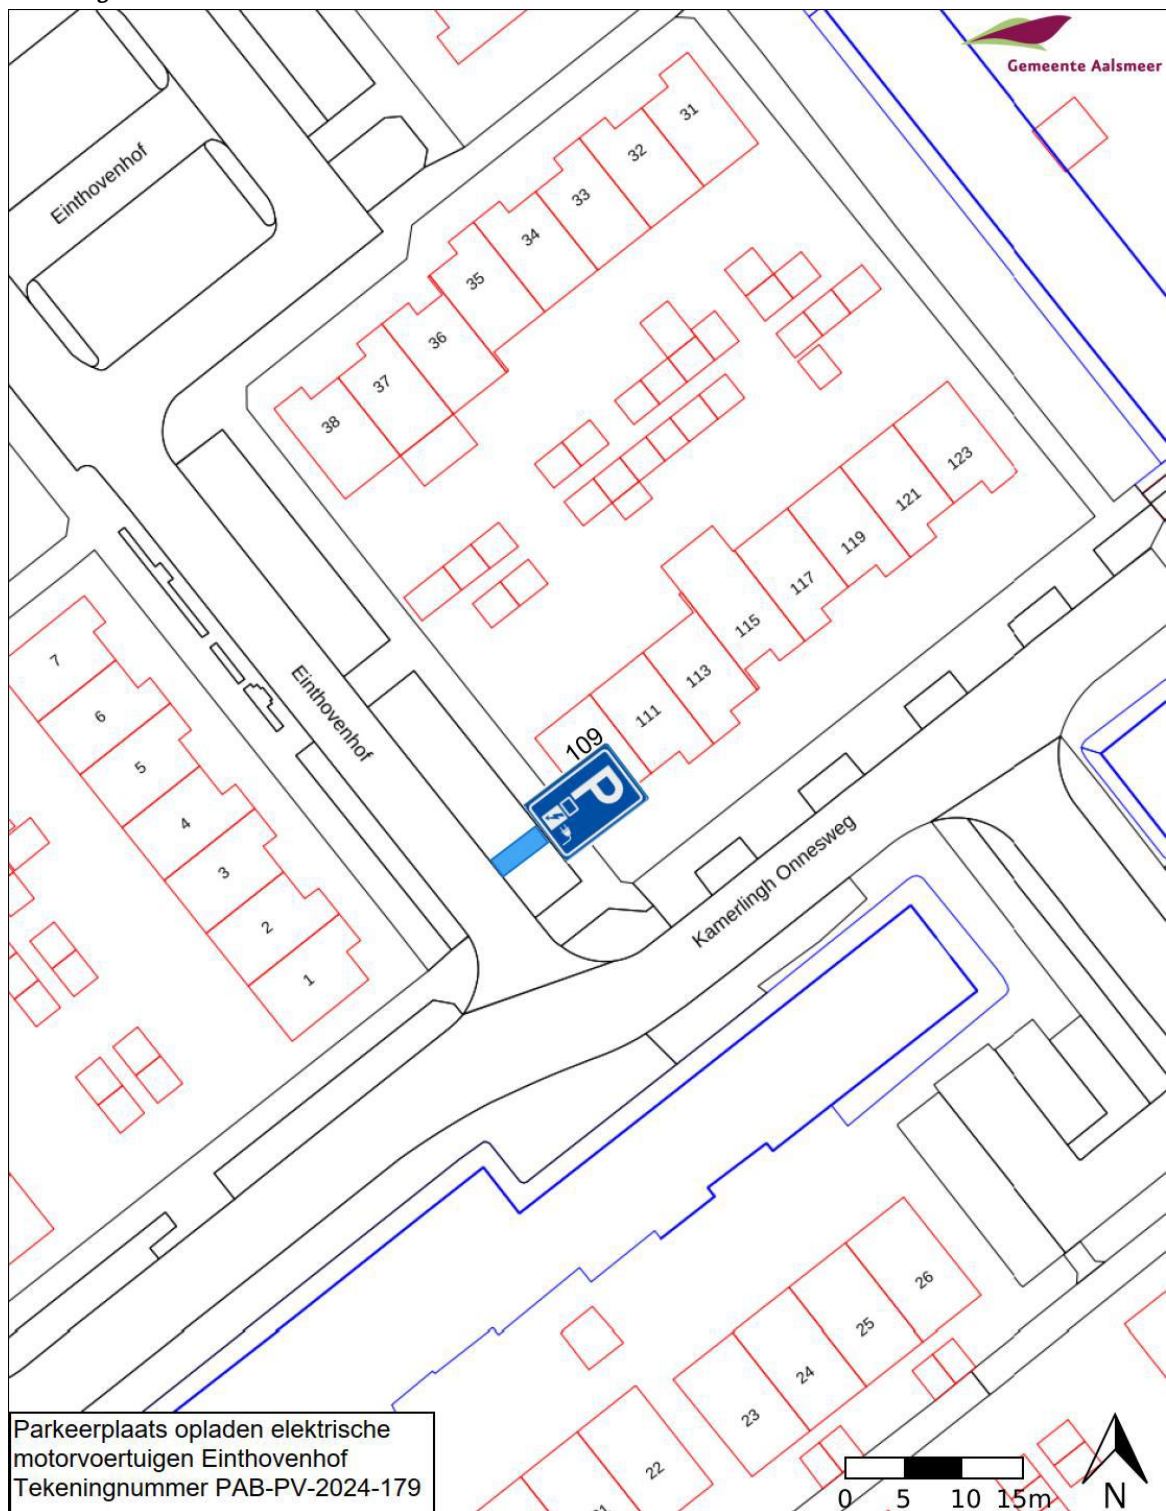 Gemeente Aalsmeer
Einthovenhof
31
32
33
34
35
36
37
38
123
121
119
117
115
113
111
109
P
Einthovenhof
7
6
5
4
3
2
1
Kamerlingh Onnesweg
26
25
24
23
22
Parkeerplaats opladen elektrische
motorvoertuigen Einthovenhof
Tekeningnummer PAB-PV-2024-179
0 5 10 15m
N